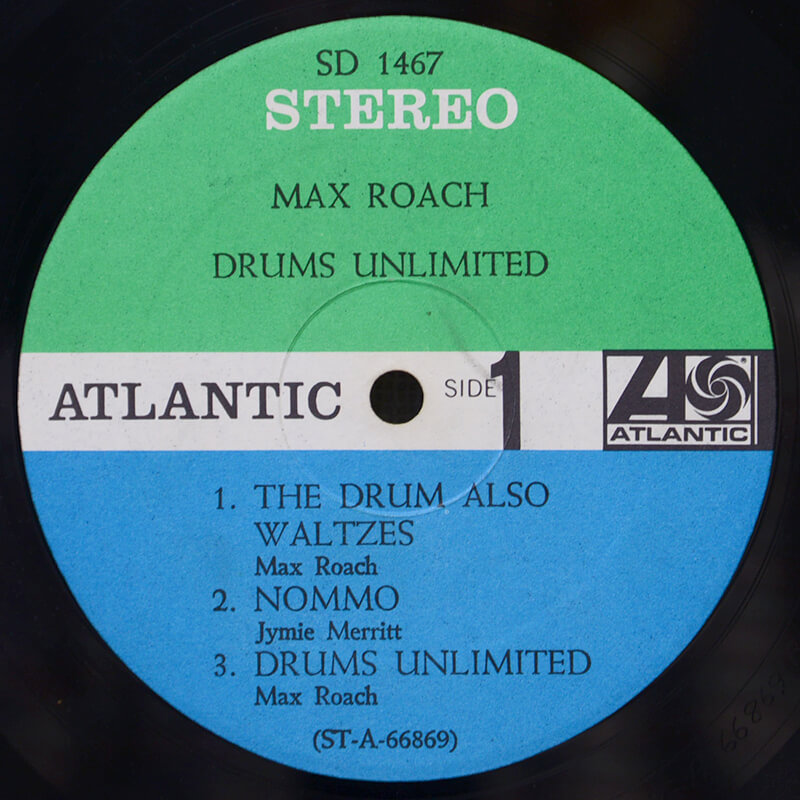 SD 1467
STEREO
MAX ROACH
DRUMS UNLIMITED
ATLANTIC
SIDE 1
A
ATLANTIC
®
1. THE DRUM ALSO
WALTZES
Max Roach
2. NOMMO
Jymie Merritt
3. DRUMS UNLIMITED
Max Roach
(ST-A-66869)